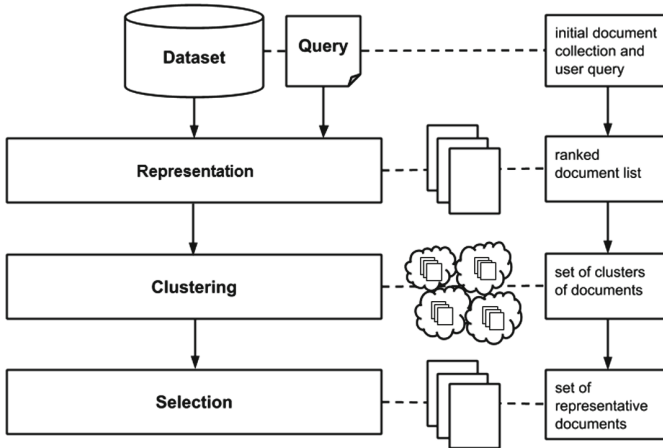 Dataset
Query
initial document
collection and
user query
Representation
ranked
document list
Clustering
set of clusters
of documents
Selection
set of
representative
documents